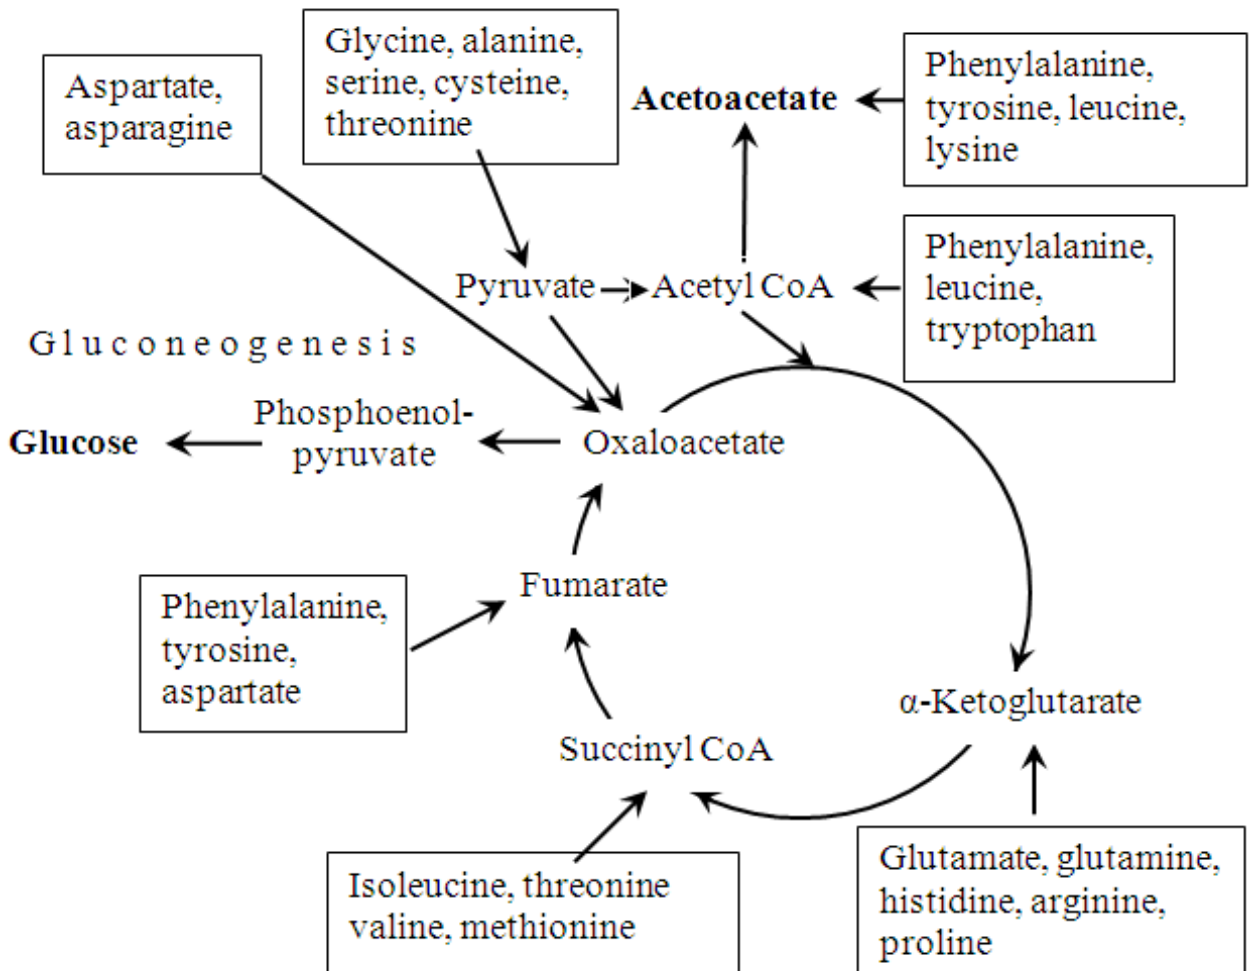 Glycine, alanine,
serine, cysteine,
threonine
Aspartate,
asparagine
Acetoacetate
Phenylalanine,
tyrosine, leucine,
lysine
Pyruvate
Acetyl CoA
Phenylalanine,
leucine,
tryptophan
Gluconeogenesis
Glucose
Phosphoenol-
pyruvate
Oxaloacetate
Fumarate
Phenylalanine,
tyrosine,
aspartate
α-Ketoglutarate
Succinyl CoA
Isoleucine, threonine
valine, methionine
Glutamate, glutamine,
histidine, arginine,
proline